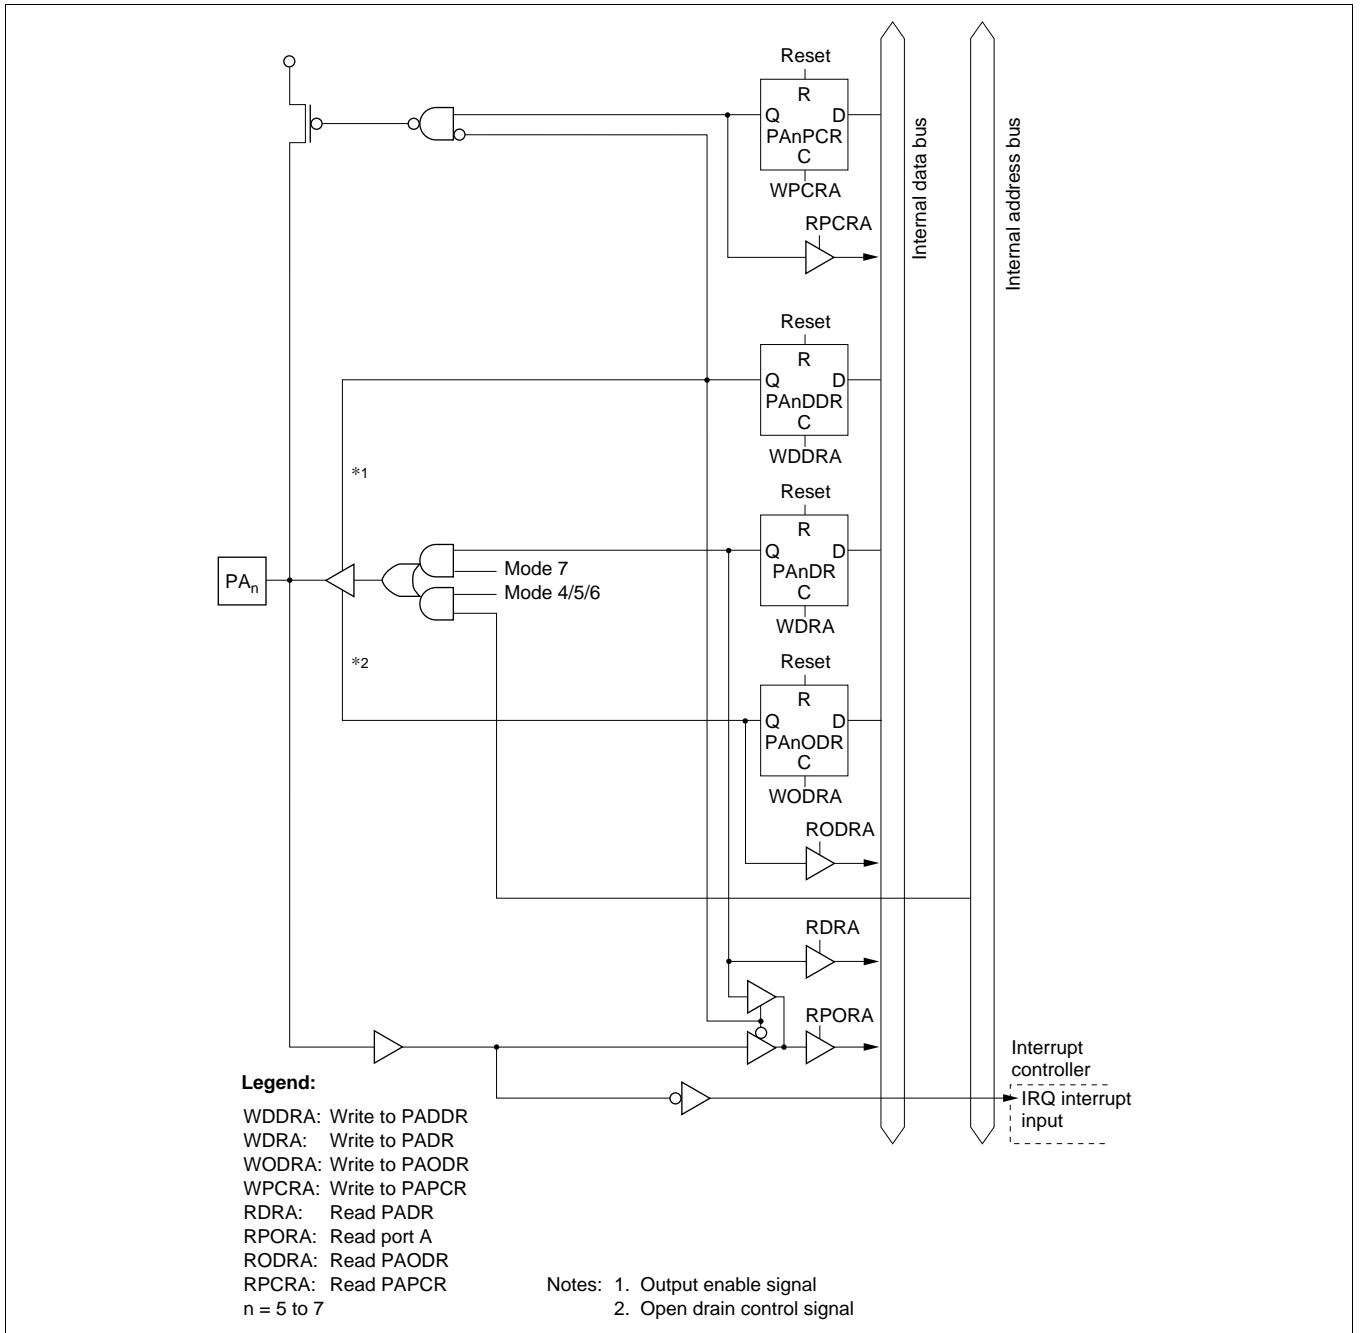 Reset
R
Q D
PAnPCR
C
WPCRA
RPCRA
Internal data bus
Internal address bus
Reset
R
Q D
PAnDDR
C
WDDRA
*1
Reset
R
Q D
PAnDR
C
WDRA
Mode 7
Mode 4/5/6
PAn
*2
Reset
R
Q D
PAnODR
C
WODRA
RODRA
RDRA
RPORA
Interrupt
controller
IRQ interrupt
input
Legend:
WDDRA: Write to PADDR
WDRA: Write to PADR
WODRA: Write to PAODR
WPCRA: Write to PAPCR
RDRA: Read PADR
RPORA: Read port A
RODRA: Read PAODR
RPCRA: Read PAPCR
n = 5 to 7
Notes: 1. Output enable signal
2. Open drain control signal